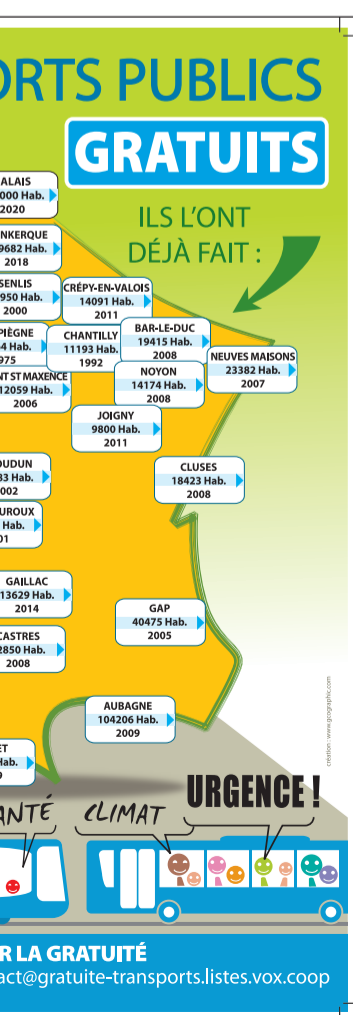 ORTS PUBLICS
GRATUITS
ILS L'ONT
DÉJÀ FAIT :
ALAIS
000 Hab.
2020
NKERQUE
9682 Hab.
2018
SENLIS
950 Hab.
2000
CRÉPY-EN-VALOIS
14091 Hab.
2011
PIÈGNE
64 Hab.
975
CHANTILLY
11193 Hab.
1992
BAR-LE-DUC
19415 Hab.
2008
NEUVES MAISONS
23382 Hab.
2007
NT ST MAXENCE
12059 Hab.
2006
NOYON
14174 Hab.
2008
JOIGNY
9800 Hab.
2011
OUDUN
33 Hab.
002
CLUSES
18423 Hab.
2008
UROUX
Hab.
01
GAILLAC
13629 Hab.
2014
GAP
40475 Hab.
2005
CASTRES
2850 Hab.
2008
AUBAGNE
104206 Hab.
2009
ET
Hab.
9
création : www.gcographic.com
ANTÉ
CLIMAT
URGENCE !
R LA GRATUITÉ
act@gratuite-transports.listes.vox.coop